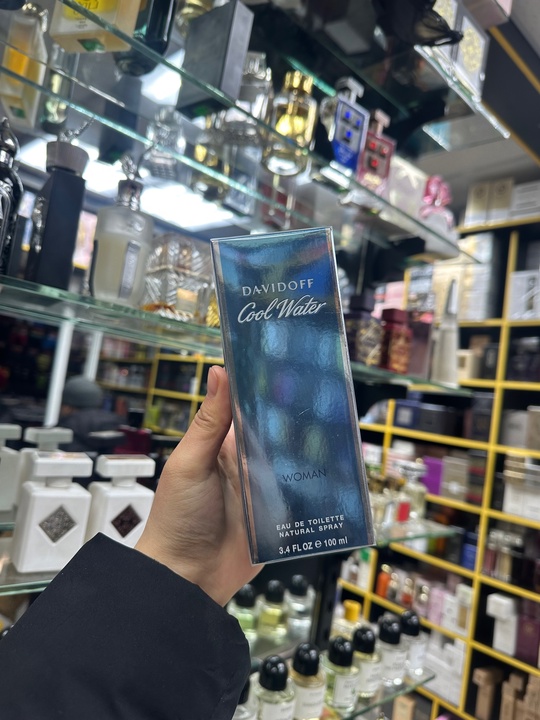 DAVIDOFF
Cool Water
WOMAN
EAU DE TOILETTE
NATURAL SPRAY
3.4 FL OZ ℮ 100 ml